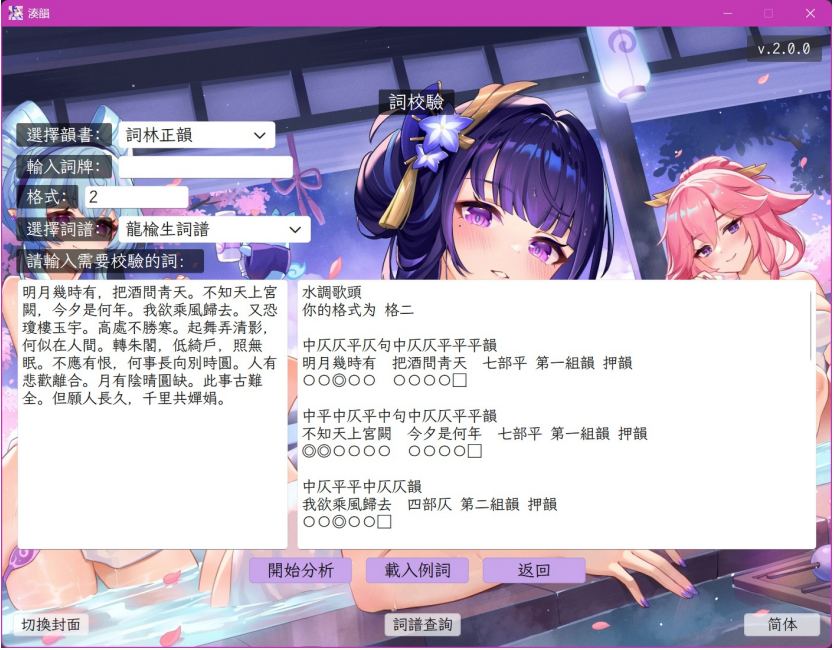 湊韻
v.2.0.0
詞校驗
選擇韻書： 詞林正韻
輸入詞牌：
格式： 2
選擇詞譜： 龍楡生詞譜
請輸入需要校驗的詞：
明月幾時有，把酒問靑天。不知天上宮
闕，今夕是何年。我欲乘風歸去。又恐
瓊樓玉宇。高處不勝寒。起舞弄清影，
何似在人間。轉朱閣，低綺戶，照無
眠。不應有恨，何事長向別時圓。人有
悲歡離合。月有陰晴圓缺。此事古難
全。但願人長久，千里共嬋娟。
水調歌頭
你的格式为 格二
中仄仄平仄句中仄仄平平平韻
明月幾時有　把酒問靑天　七部平 第一組韻 押韻
○○◎○○　○○○○□
中平中仄平中句中仄仄平平韻
不知天上宮闕　今夕是何年　七部平 第一組韻 押韻
◎◎○○○○　○○○○□
中仄平平中仄仄韻
我欲乘風歸去　四部仄 第二組韻 押韻
○○◎○○□
開始分析
載入例詞
返回
切換封面
詞譜查詢
简体